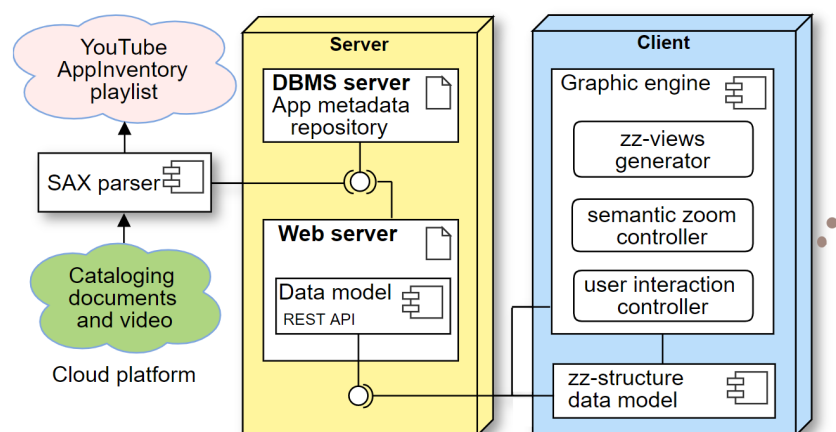 YouTube
AppInventory
playlist
SAX parser
Cataloging
documents
and video
Cloud platform
Server
DBMS server
App metadata
repository
Web server
Data model
REST API
Client
Graphic engine
zz-views
generator
semantic zoom
controller
user interaction
controller
zz-structure
data model